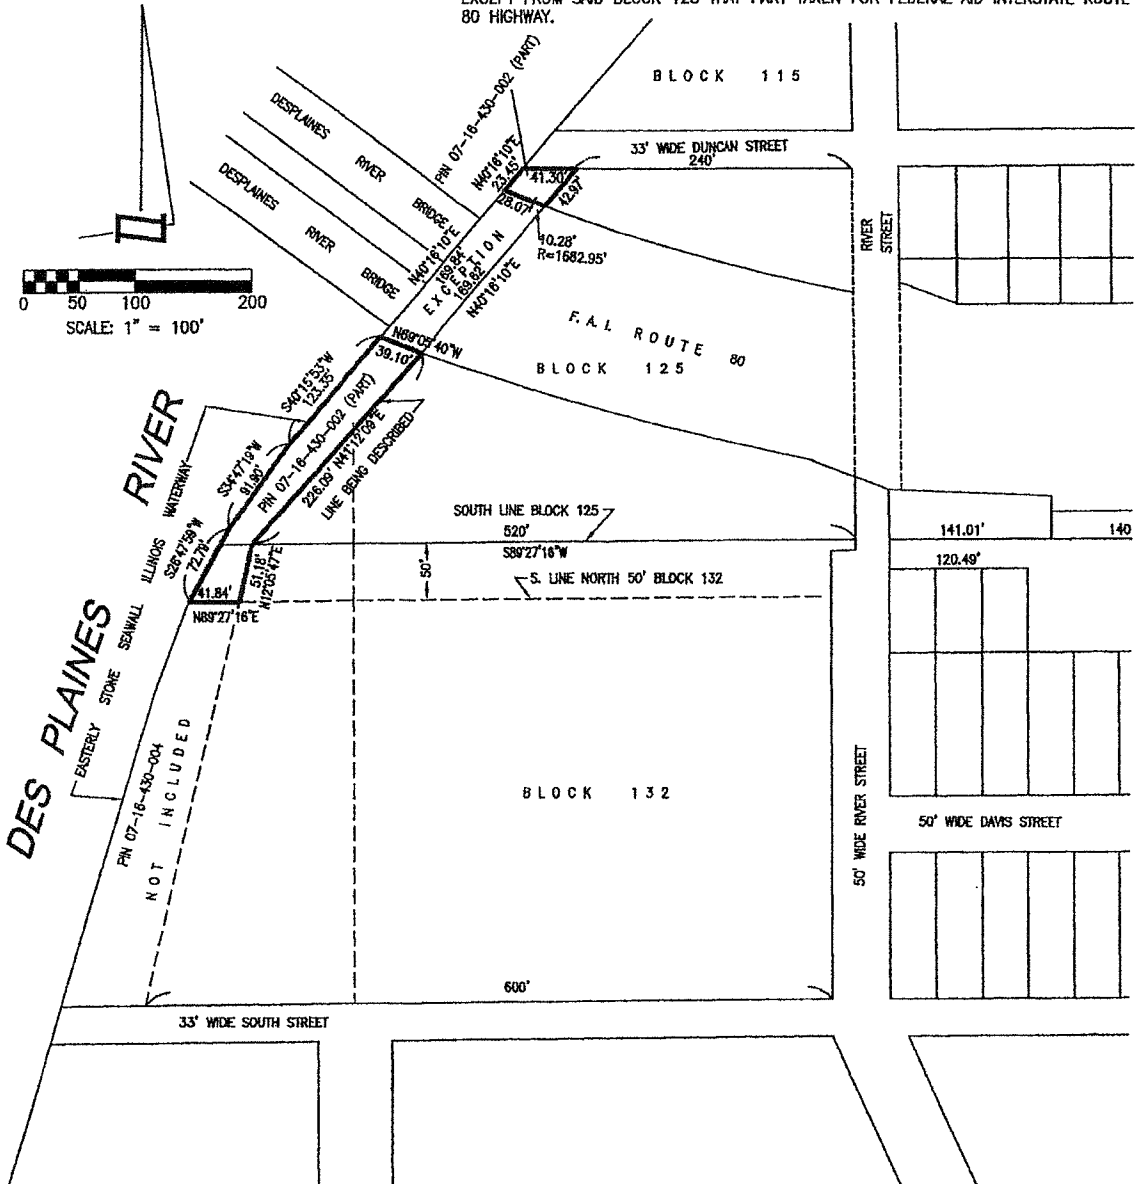 EXCEPT FROM SAID BLOCK 125 THAT PART TAKEN FOR FEDERAL AID INTERSTATE ROUTE
80 HIGHWAY.
BLOCK 115
PIN 07-16-430-002 (PART)
DESPLAINES RIVER BRIDGE
DESPLAINES RIVER BRIDGE
33' WIDE DUNCAN STREET
240'
N40°16'10"E
23.45'
41.30'
28.07'
42.97'
10.28'
R=1682.95'
RIVER
STREET
N40°16'10"E
169.84'
EXCEPTION
169.62'
N40°16'10"E
0 50 100 200
SCALE: 1" = 100'
F.A.I. ROUTE 80
BLOCK 125
N69°05'40"W
39.10'
S40°15'53"W
123.35'
PIN 07-16-430-002 (PART)
226.09' N41°12'09"E
LINE BEING DESCRIBED
S34°47'19"W
91.90'
DES PLAINES RIVER
EASTERLY STONE SEAWALL ILLINOIS WATERWAY
S26°47'59"W
72.79'
SOUTH LINE BLOCK 125
520'
S89°27'16"W
141.01'
140
50'
S. LINE NORTH 50' BLOCK 132
120.49'
51.18'
N12°05'47"E
41.84'
N89°27'16"E
PIN 07-16-430-004
NOT INCLUDED
BLOCK 132
50' WIDE RIVER STREET
50' WIDE DAVIS STREET
600'
33' WIDE SOUTH STREET